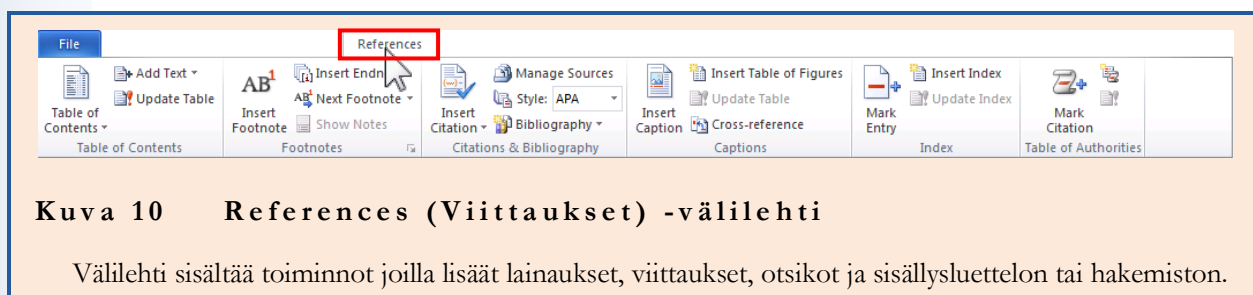 File References
Add Text Insert Endn Manage Sources Insert Table of Figures Insert Index
Update Table AB1 Next Footnote Style: APA Update Table Update Index
Table of Contents Insert Footnote Show Notes Insert Citation Bibliography Insert Caption Cross-reference Mark Entry Mark Citation
Table of Contents Footnotes Citations & Bibliography Captions Index Table of Authorities
Kuva 10 References (Viittaukset) -välilehti
Välilehti sisältää toiminnot joilla lisäät lainaukset, viittaukset, otsikot ja sisällysluettelon tai hakemiston.